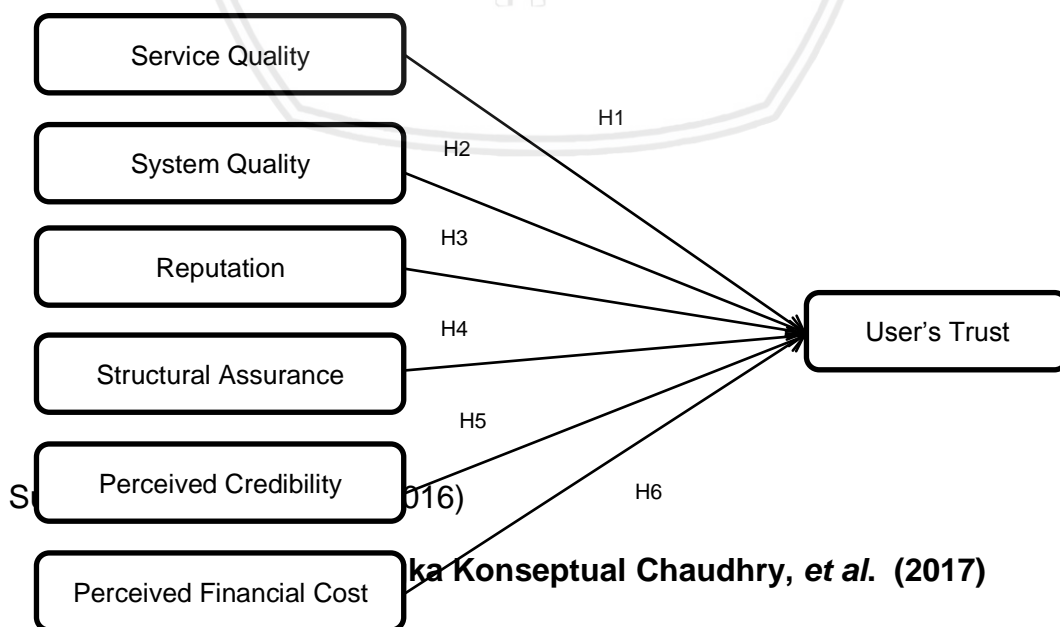 Service Quality
H1
System Quality
H2
Reputation
H3
User's Trust
Structural Assurance
H4
Perceived Credibility
H5
H6
016)
Perceived Financial Cost
Konseptual Chaudhry, et al. (2017)